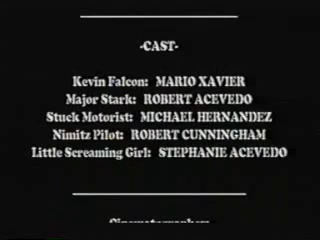 -CAST-
Kevin Falcon: MARIO XAVIER
Major Stark: ROBERT ACEVEDO
Stuck Motorist: MICHAEL HERNANDEZ
Nimitz Pilot: ROBERT CUNNINGHAM
Little Screaming Girl: STEPHANIE ACEVEDO